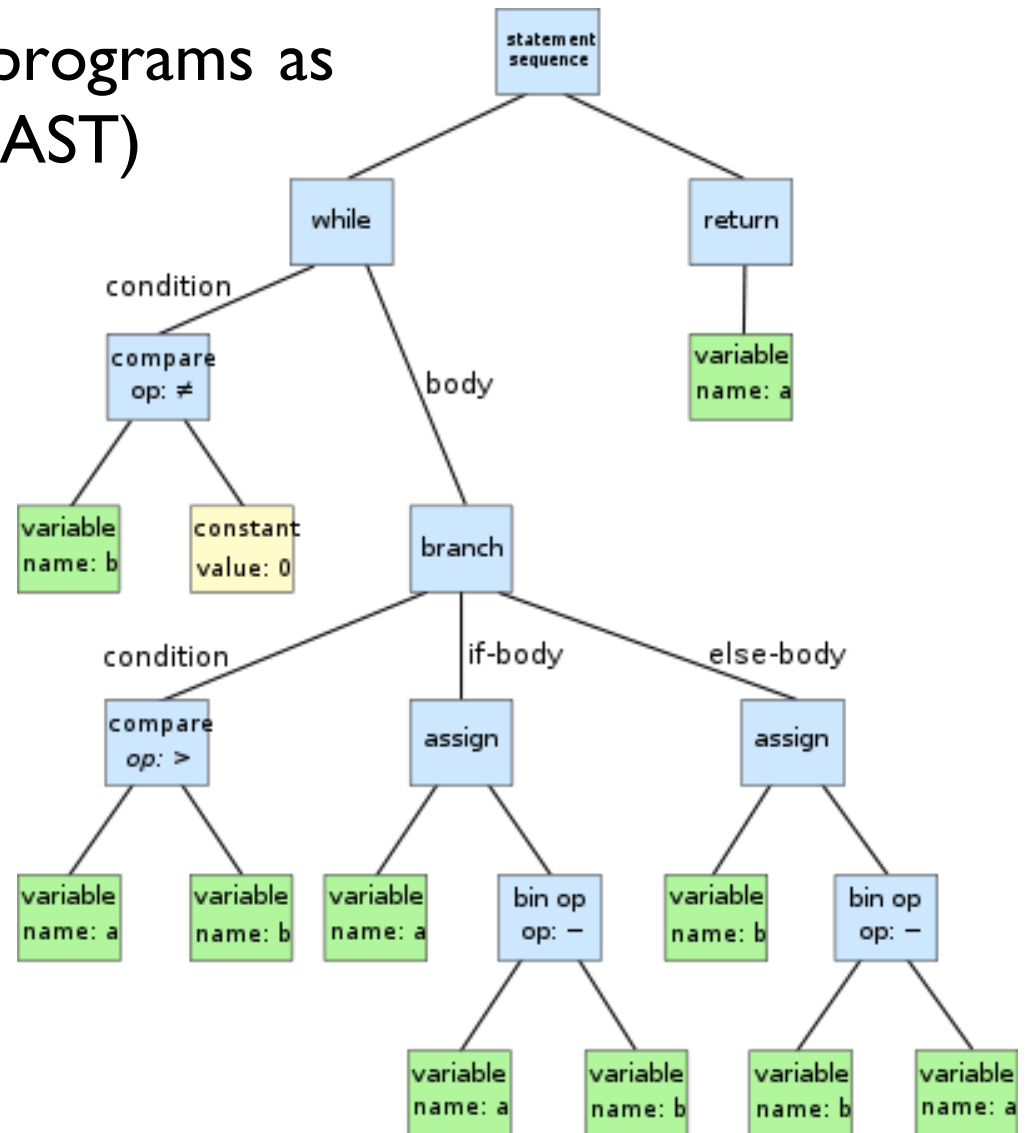 programs as
AST)
statement
sequence
while
return
condition
compare
op: ≠
body
variable
name: a
variable
name: b
constant
value: 0
branch
condition
if-body
else-body
compare
op: >
assign
assign
variable
name: a
variable
name: b
variable
name: a
bin op
op: −
variable
name: b
bin op
op: −
variable
name: a
variable
name: b
variable
name: b
variable
name: a